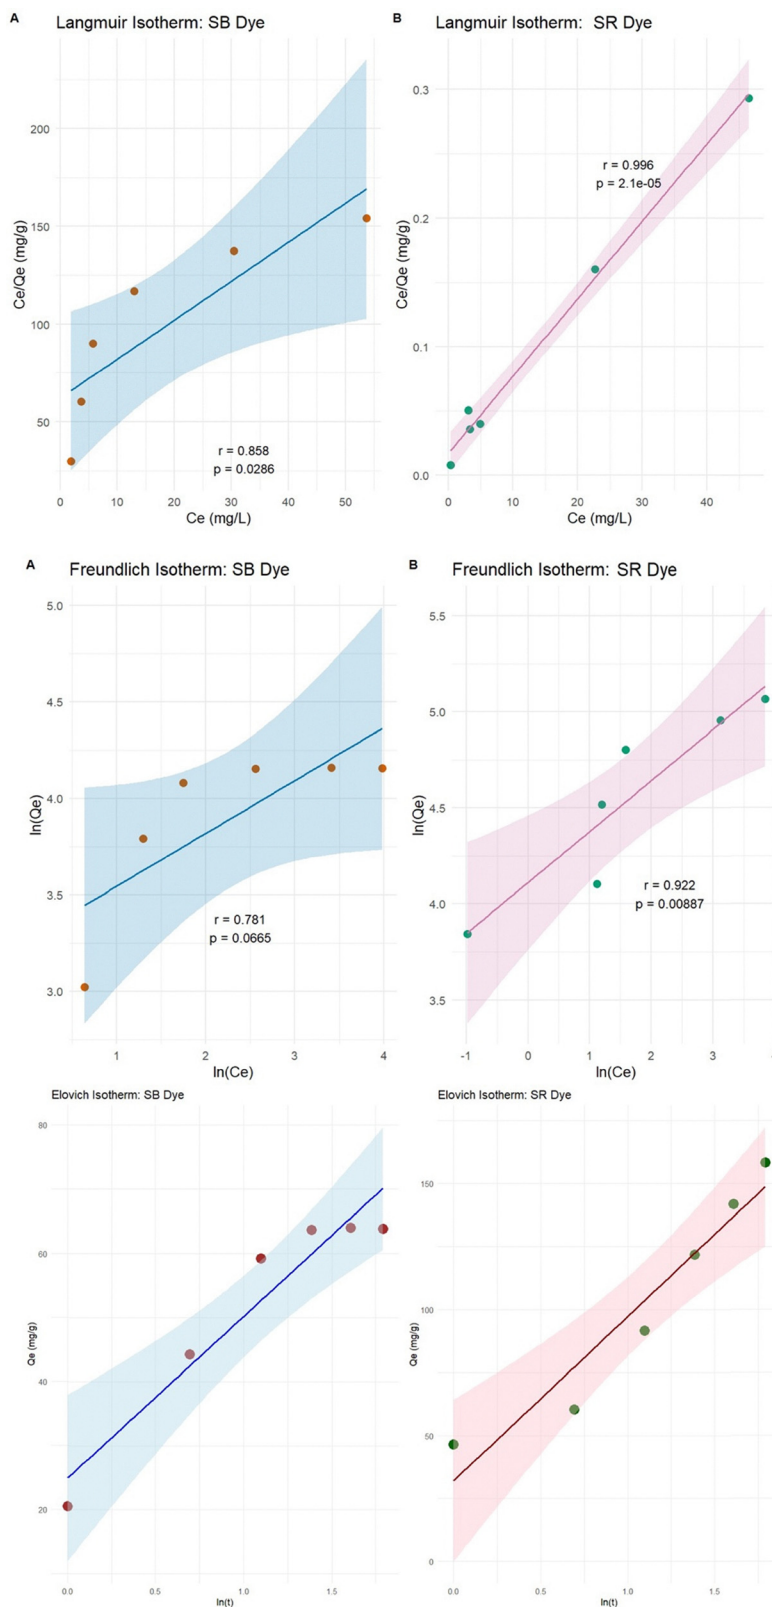 A Langmuir Isotherm: SB Dye
Ce/Qe (mg/g)
200
150
100
50
r = 0.858
p = 0.0286
0 10 20 30 40 50
Ce (mg/L)
B Langmuir Isotherm: SR Dye
Ce/Qe (mg/g)
0.3
0.2
0.1
0.0
r = 0.996
p = 2.1e-05
0 10 20 30 40
Ce (mg/L)
A Freundlich Isotherm: SB Dye
ln(Qe)
5.0
4.5
4.0
3.5
3.0
r = 0.781
p = 0.0665
1 2 3 4
ln(Ce)
B Freundlich Isotherm: SR Dye
ln(Qe)
5.5
5.0
4.5
4.0
3.5
r = 0.922
p = 0.00887
-1 0 1 2 3
ln(Ce)
Elovich Isotherm: SB Dye
Qe (mg/g)
80
60
40
20
0.0 0.5 1.0 1.5
ln(t)
Elovich Isotherm: SR Dye
Qe (mg/g)
150
100
50
0
0.0 0.5 1.0 1.5
ln(t)